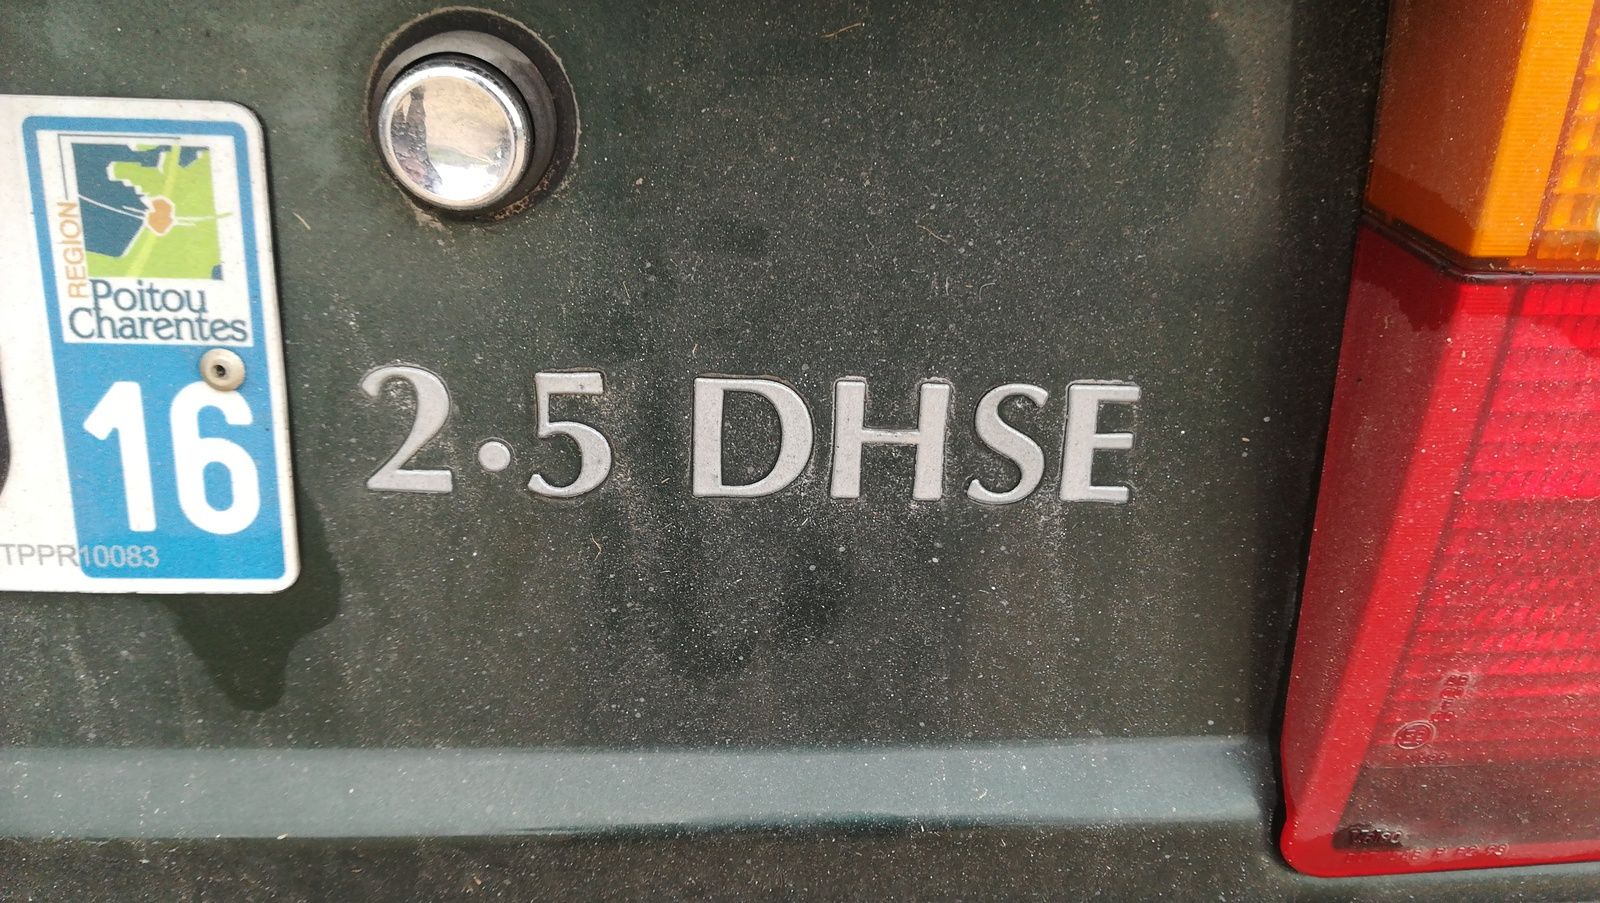 REGION
Poitou
Charentes
16
TPPR10083
2.5 DHSE